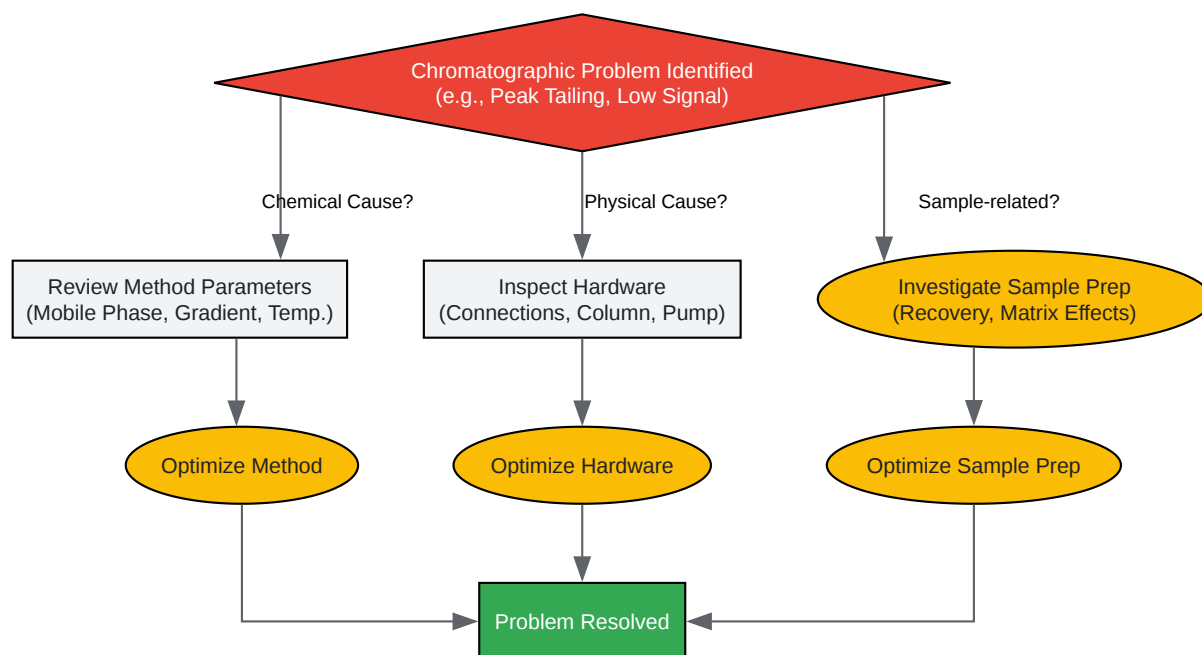 Chromatographic Problem Identified
(e.g., Peak Tailing, Low Signal)
Chemical Cause?
Physical Cause?
Sample-related?
Review Method Parameters
(Mobile Phase, Gradient, Temp.)
Inspect Hardware
(Connections, Column, Pump)
Investigate Sample Prep
(Recovery, Matrix Effects)
Optimize Method
Optimize Hardware
Optimize Sample Prep
Problem Resolved